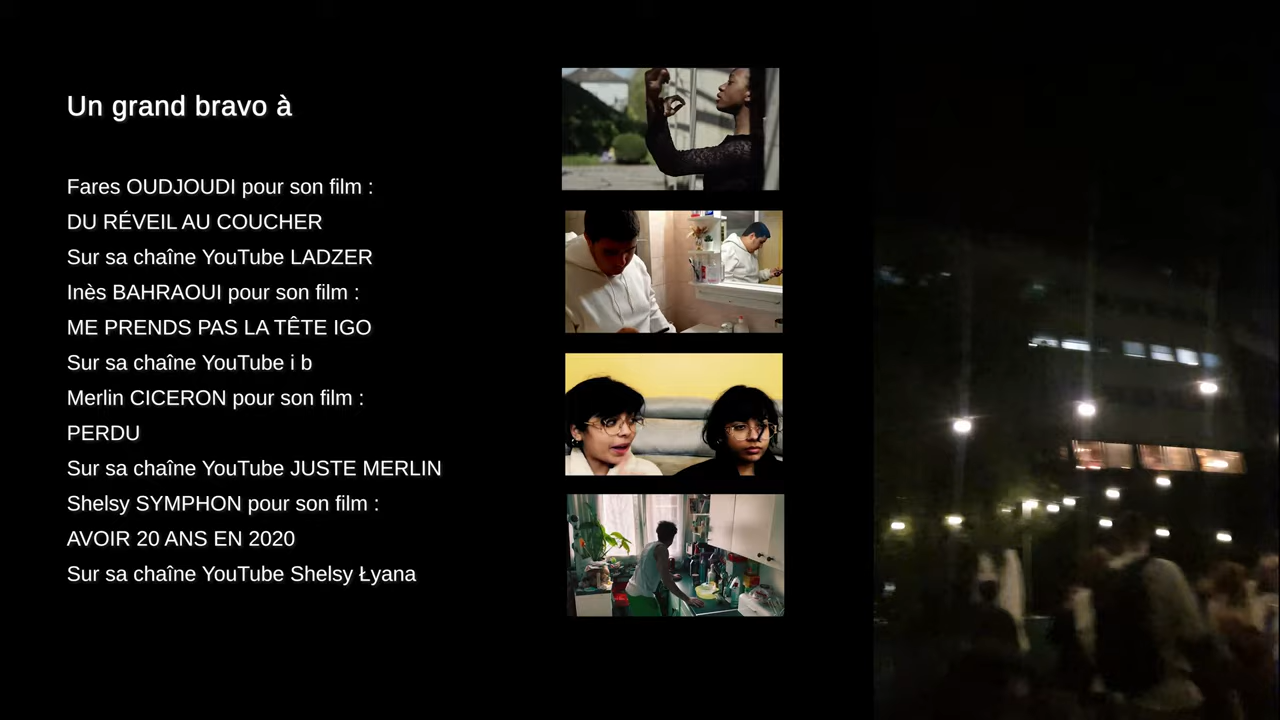 Un grand bravo à
Fares OUDJOUDI pour son film :
DU RÉVEIL AU COUCHER
Sur sa chaîne YouTube LADZER
Inès BAHRAOUI pour son film :
ME PRENDS PAS LA TÊTE IGO
Sur sa chaîne YouTube i b
Merlin CICERON pour son film :
PERDU
Sur sa chaîne YouTube JUSTE MERLIN
Shelsy SYMPHON pour son film :
AVOIR 20 ANS EN 2020
Sur sa chaîne YouTube Shelsy Łyana